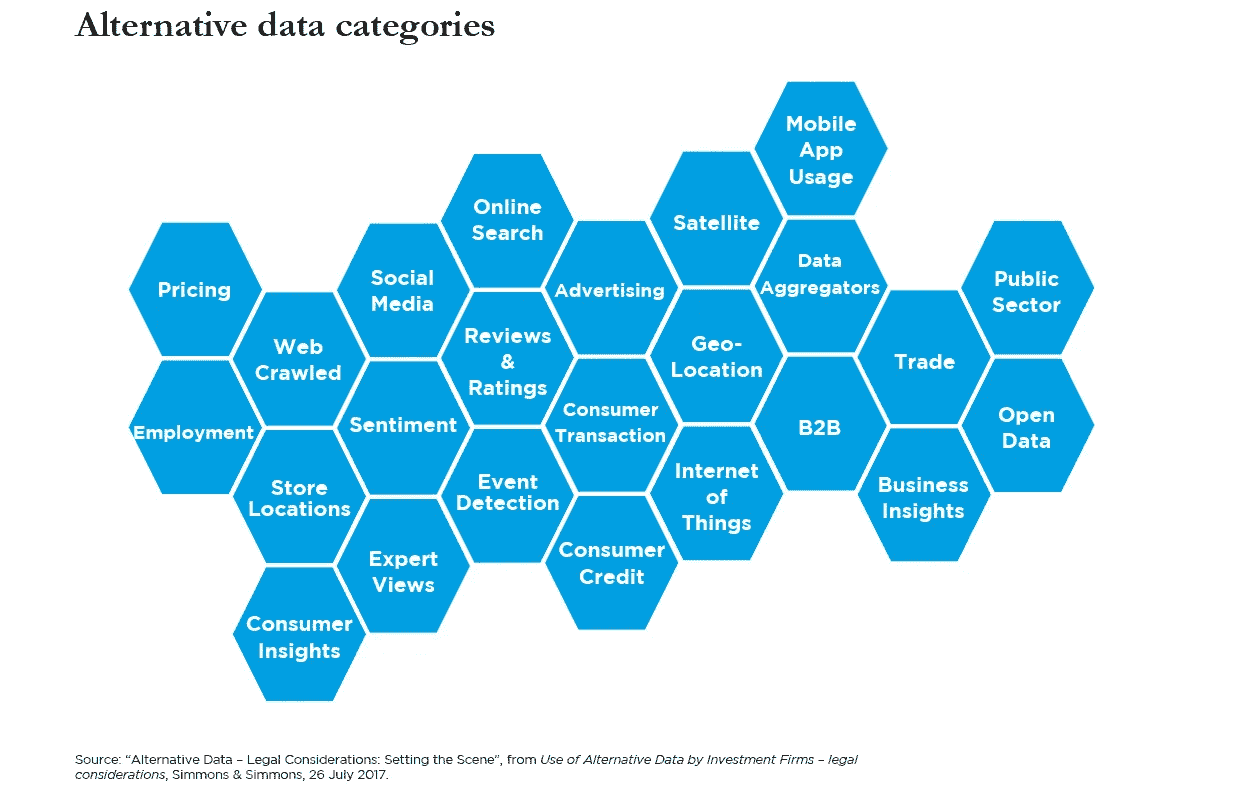 Alternative data categories
Mobile
App
Usage
Online
Search
Satellite
Pricing
Social
Media
Advertising
Data
Aggregators
Public
Sector
Web
Crawled
Reviews
&
Ratings
Geo-
Location
Trade
Employment
Sentiment
Consumer
Transaction
B2B
Open
Data
Store
Locations
Event
Detection
Internet
of
Things
Business
Insights
Expert
Views
Consumer
Credit
Consumer
Insights
Source: “Alternative Data – Legal Considerations: Setting the Scene”, from Use of Alternative Data by Investment Firms – legal
considerations, Simmons & Simmons, 26 July 2017.